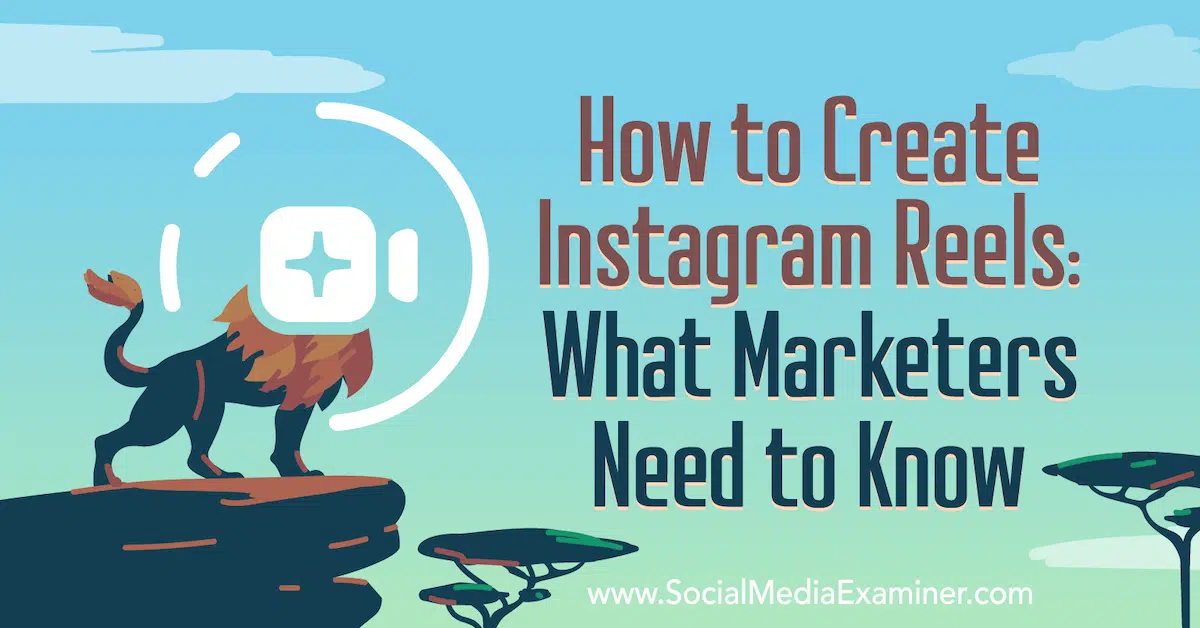 How to Create
Instagram Reels:
What Marketers
Need to Know
www.SocialMediaExaminer.com